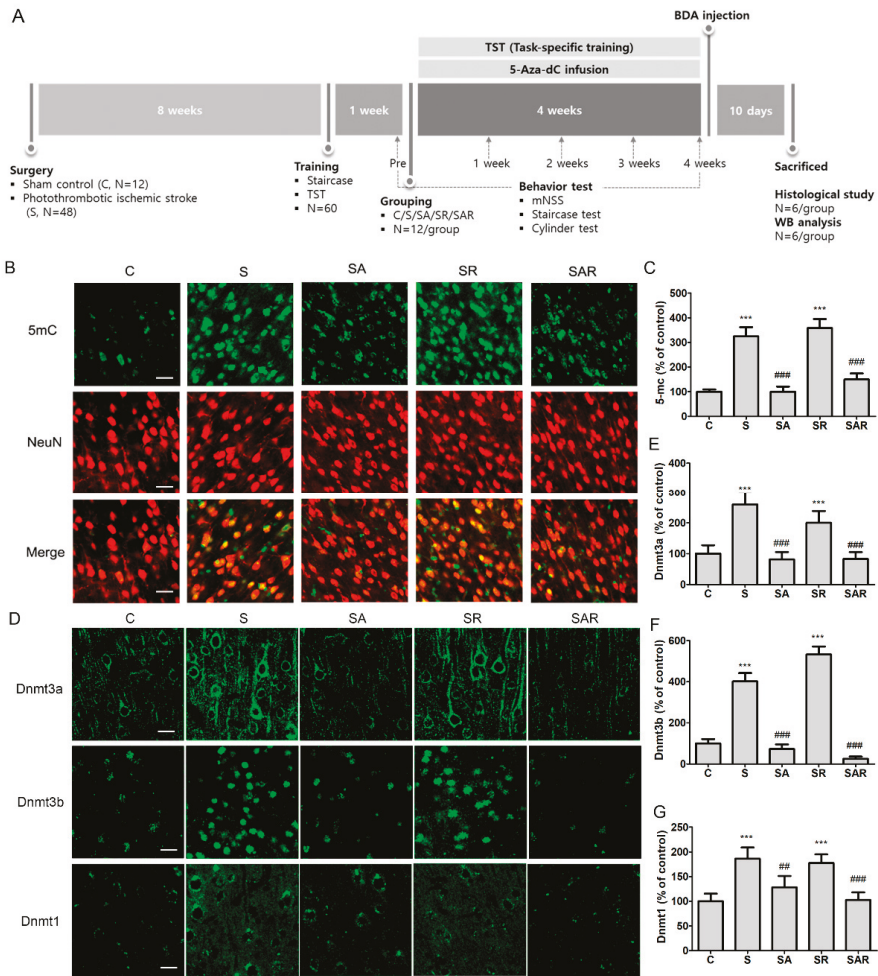 A
BDA injection
TST (Task-specific training)
5-Aza-dC infusion
8 weeks
1 week
4 weeks
10 days
Pre
1 week
2 weeks
3 weeks
4 weeks
Surgery
▪ Sham control (C, N=12)
▪ Photothrombotic ischemic stroke
(S, N=48)
Training
▪ Staircase
▪ TST
▪ N=60
Grouping
▪ C/S/SA/SR/SAR
▪ N=12/group
Behavior test
▪ mNSS
▪ Staircase test
▪ Cylinder test
Sacrificed
Histological study
N=6/group
WB analysis
N=6/group
B
C S SA SR SAR
5mC
NeuN
Merge
C
5-mc (% of control)
500
400
300
200
100
0
***
###
***
###
C S SA SR SAR
D
C S SA SR SAR
Dnmt3a
Dnmt3b
Dnmt1
E
Dnmt3a (% of control)
400
300
200
100
0
***
###
***
###
C S SA SR SAR
F
Dnmt3b (% of control)
600
400
200
0
***
###
***
###
C S SA SR SAR
G
Dnmt1 (% of control)
250
200
150
100
50
0
***
##
***
###
C S SA SR SAR